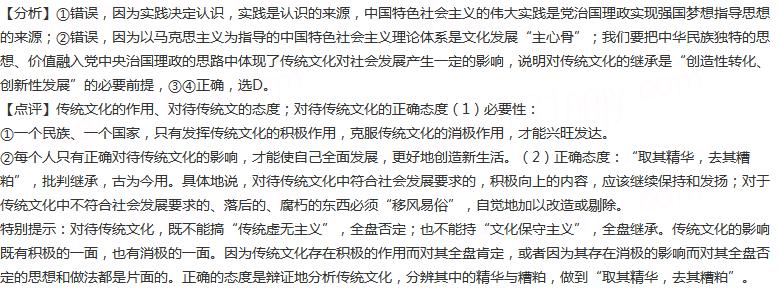 【分析】①错误，因为实践决定认识，实践是认识的来源，中国特色社会主义的伟大实践是党治国理政实现强国梦想指导思想
的来源；②错误，因为以马克思主义为指导的中国特色社会主义理论体系是文化发展“主心骨”；我们要把中华民族独特的思
想、价值融入党中央治国理政的思路中体现了传统文化对社会发展产生一定的影响，说明对传统文化的继承是“创造性转化、
创新性发展”的必要前提，③④正确，选D。
【点评】传统文化的作用、对待传统文的态度；对待传统文化的正确态度（1）必要性：
①一个民族、一个国家，只有发挥传统文化的积极作用，克服传统文化的消极作用，才能兴旺发达。
②每个人只有正确对待传统文化的影响，才能使自己全面发展，更好地创造新生活。（2）正确态度：“取其精华，去其糟
粕”，批判继承，古为今用。具体地说，对待传统文化中符合社会发展要求的，积极向上的内容，应该继续保持和发扬；对于
传统文化中不符合社会发展要求的、落后的、腐朽的东西必须“移风易俗”，自觉地加以改造或剔除。
特别提示：对待传统文化，既不能搞“传统虚无主义”，全盘否定；也不能持“文化保守主义”，全盘继承。传统文化的影响
既有积极的一面，也有消极的一面。因为传统文化存在积极的作用而对其全盘肯定，或者因为其存在消极的影响而对其全盘否
定的思想和做法都是片面的。正确的态度是辩证地分析传统文化，分辨其中的精华与糟粕，做到“取其精华，去其糟粕”。